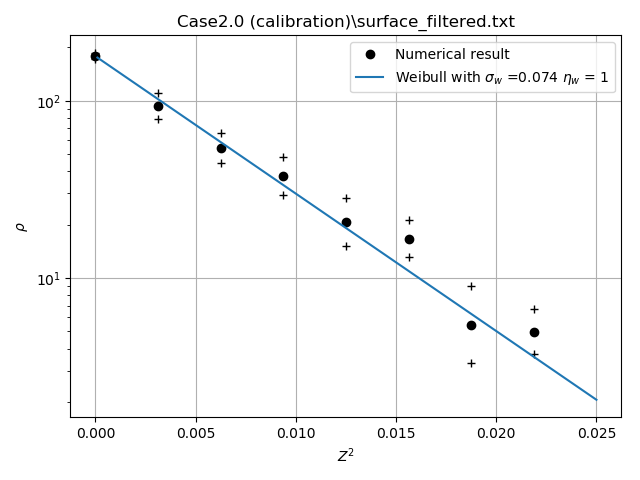 Case2.0 (calibration)\surface_filtered.txt
Numerical result
Weibull with σw =0.074 ηw = 1
10²
ρ
10¹
0.000 0.005 0.010 0.015 0.020 0.025
Z²